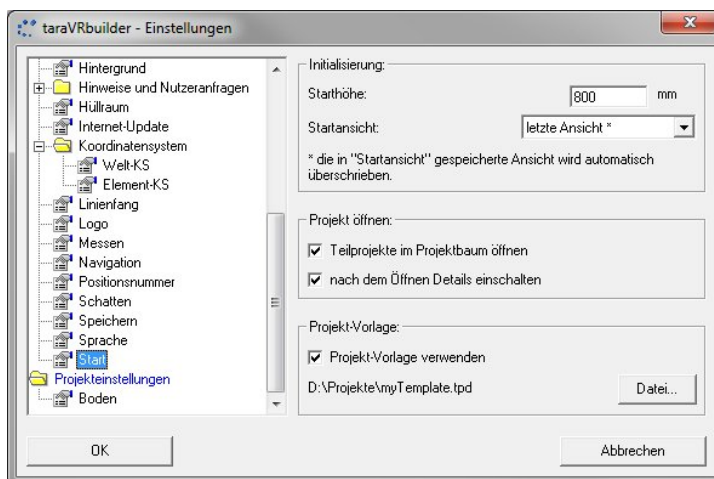 taraVRbuilder - Einstellungen
Hintergrund
Hinweise und Nutzeranfragen
Hüllraum
Internet-Update
Koordinatensystem
Welt-KS
Element-KS
Linienfang
Logo
Messen
Navigation
Positionsnummer
Schatten
Speichern
Sprache
Start
Projekteinstellungen
Boden
Initialisierung:
Starthöhe: 800 mm
Startansicht: letzte Ansicht *
* die in "Startansicht" gespeicherte Ansicht wird automatisch
überschrieben.
Projekt öffnen:
Teilprojekte im Projektbaum öffnen
nach dem Öffnen Details einschalten
Projekt-Vorlage:
Projekt-Vorlage verwenden
D:\Projekte\myTemplate.tpd Datei...
OK Abbrechen